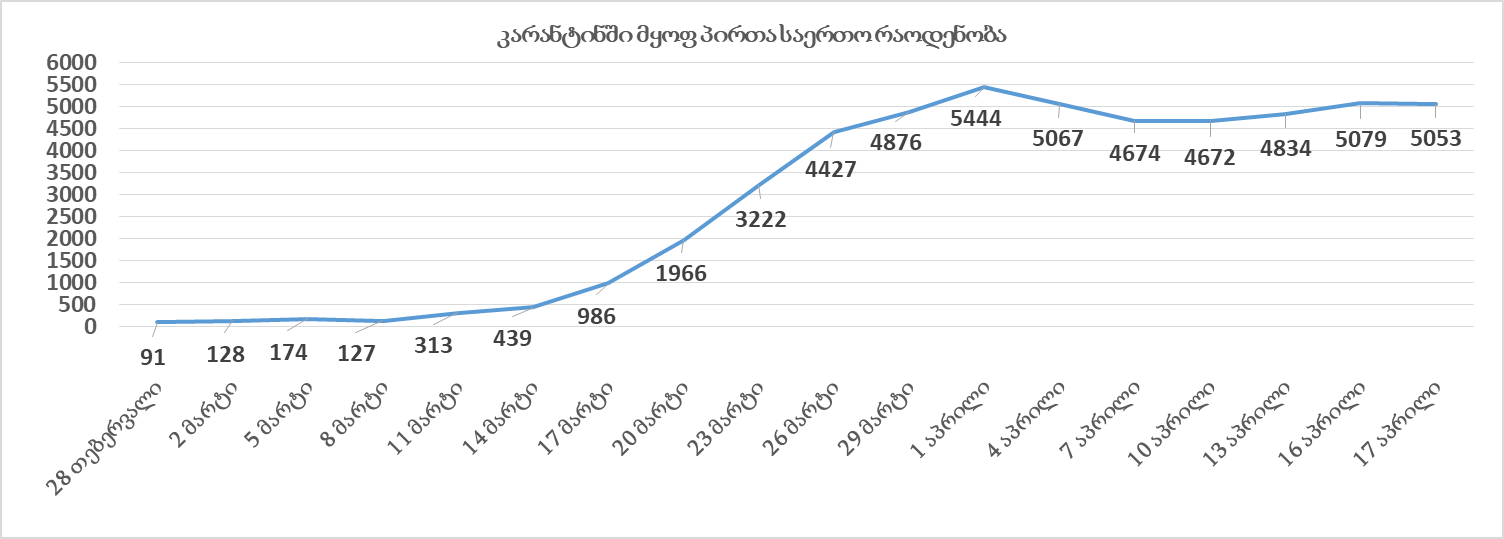 კარანტინში მყოფ პირთა საერთო რაოდენობა
6000
5500
5000
4500
4000
3500
3000
2500
2000
1500
1000
500
0
91
128
174
127
313
439
986
1966
3222
4427
4876
5444
5067
4674
4672
4834
5079
5053
28 თებერვალი
2 მარტი
5 მარტი
8 მარტი
11 მარტი
14 მარტი
17 მარტი
20 მარტი
23 მარტი
26 მარტი
29 მარტი
1 აპრილი
4 აპრილი
7 აპრილი
10 აპრილი
13 აპრილი
16 აპრილი
17 აპრილი